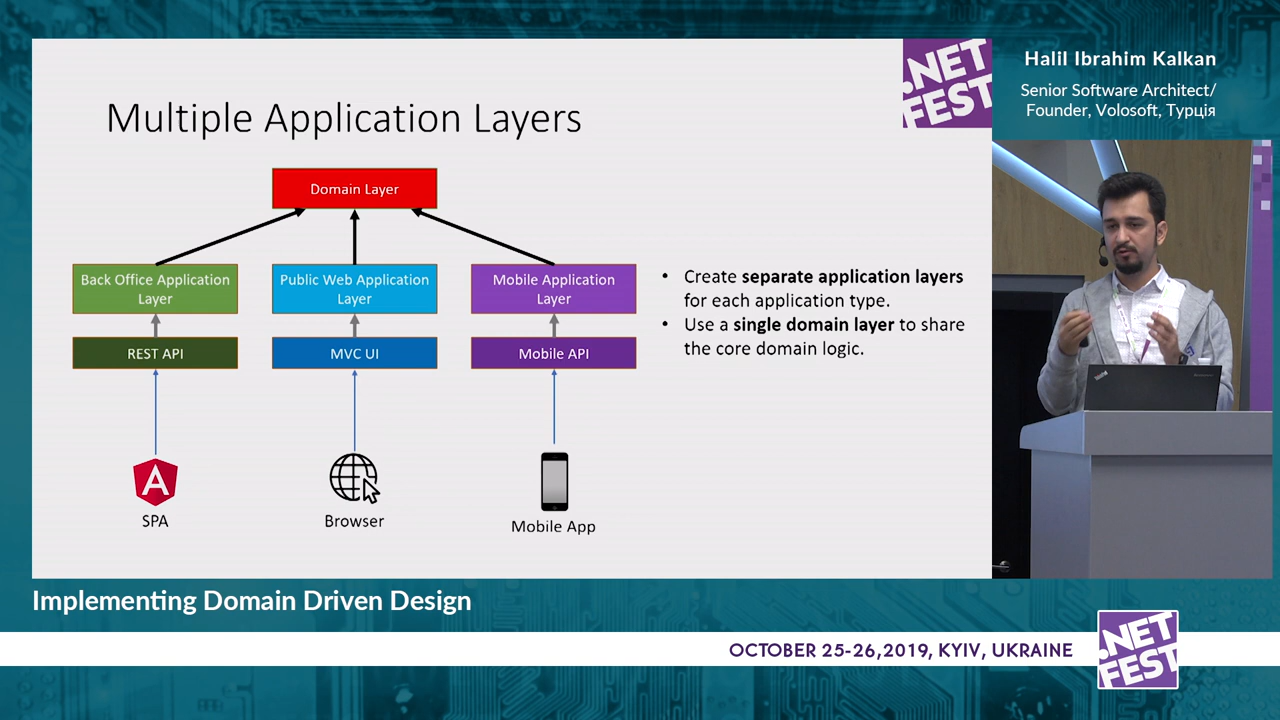 Multiple Application Layers
Domain Layer
Back Office Application
Layer
Public Web Application
Layer
Mobile Application
Layer
REST API
MVC UI
Mobile API
SPA
Browser
Mobile App
• Create separate application layers
for each application type.
• Use a single domain layer to share
the core domain logic.
.NET
FEST
Halil Ibrahim Kalkan
Senior Software Architect/
Founder, Volosoft, Турція
Implementing Domain Driven Design
OCTOBER 25-26,2019, KYIV, UKRAINE
.NET
FEST